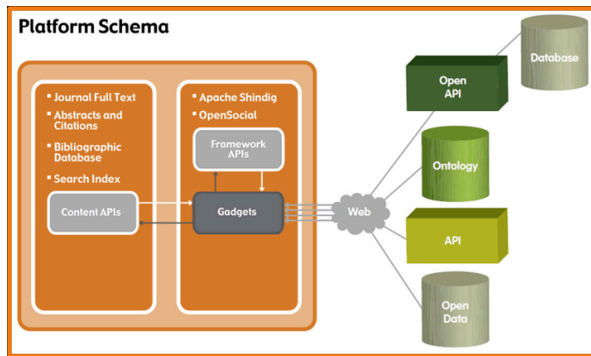 Platform Schema
Journal Full Text
Abstracts and
Citations
Bibliographic
Database
Search Index
Content APIs
Apache Shindig
OpenSocial
Framework
APIs
Gadgets
Web
Database
Open
API
Ontology
API
Open
Data